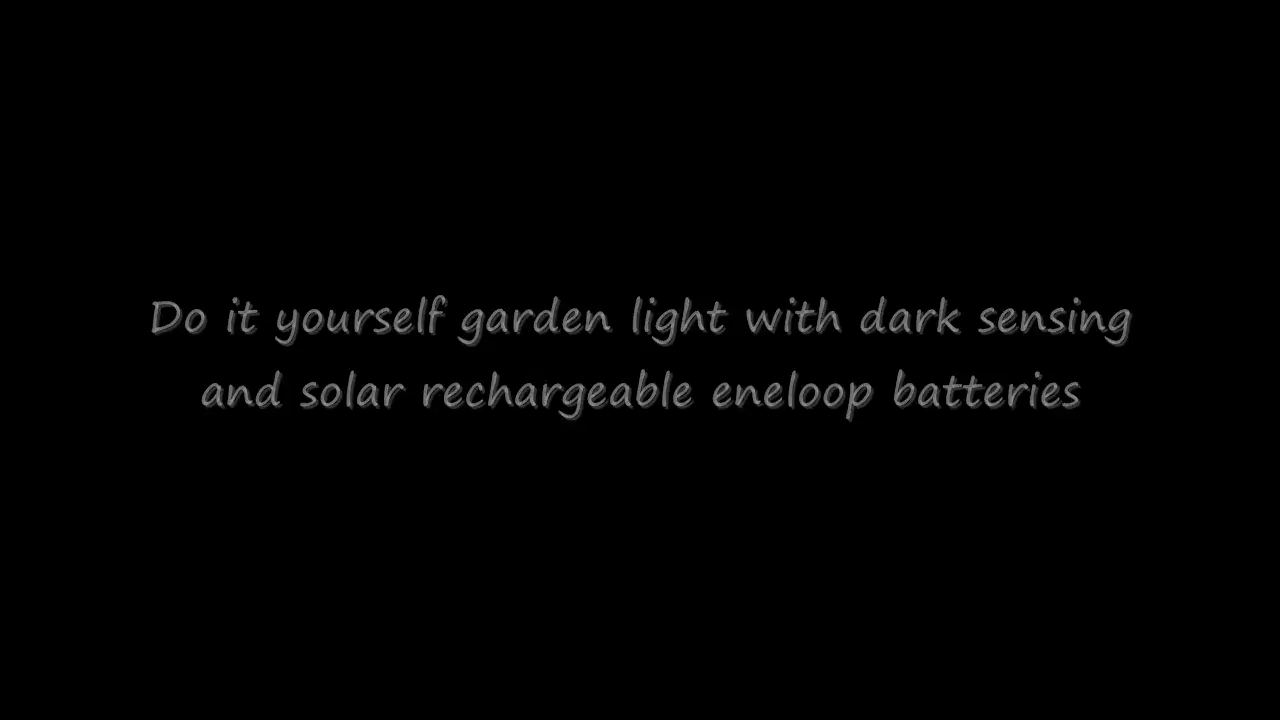 Do it yourself garden light with dark sensing
and solar rechargeable eneloop batteries